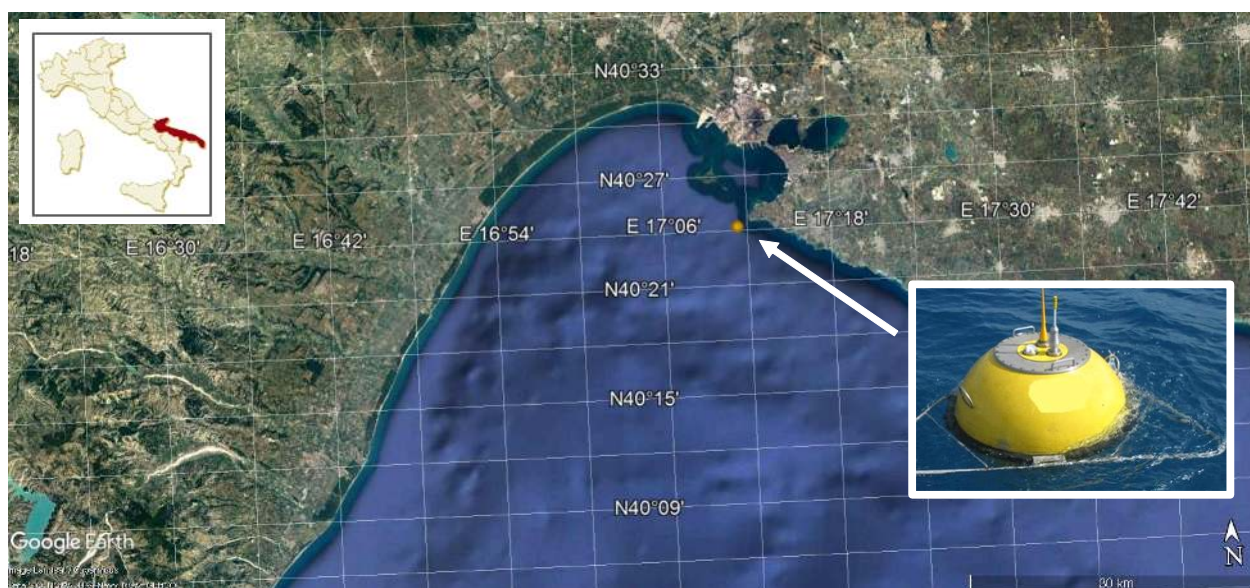 N40°33'
N40°27'
E 17°42'
E 17°30'
E 17°18'
E 17°06'
E 16°54'
E 16°42'
E 16°30'
18'
N40°21'
N40°15'
N40°09'
Google Earth
30 km
N